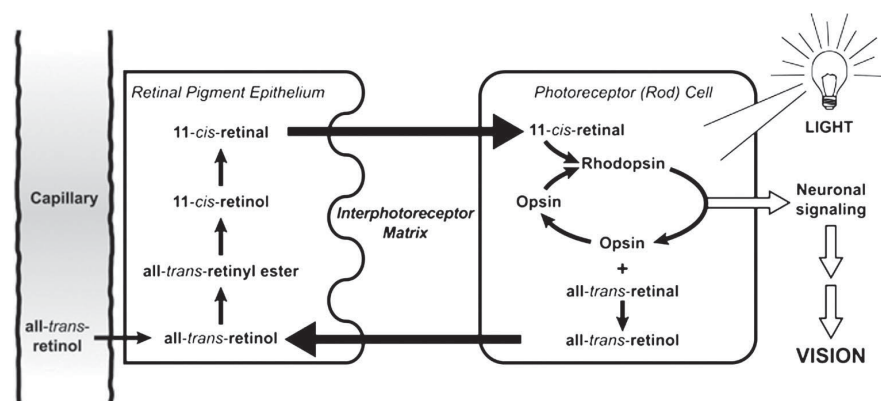 Retinal Pigment Epithelium
11-cis-retinal
11-cis-retinol
all-trans-retinyl ester
all-trans-retinol
Capillary
all-trans-
retinol
Interphotoreceptor
Matrix
Photoreceptor (Rod) Cell
11-cis-retinal
Rhodopsin
Opsin
Opsin
+
all-trans-retinal
all-trans-retinol
LIGHT
Neuronal
signaling
VISION